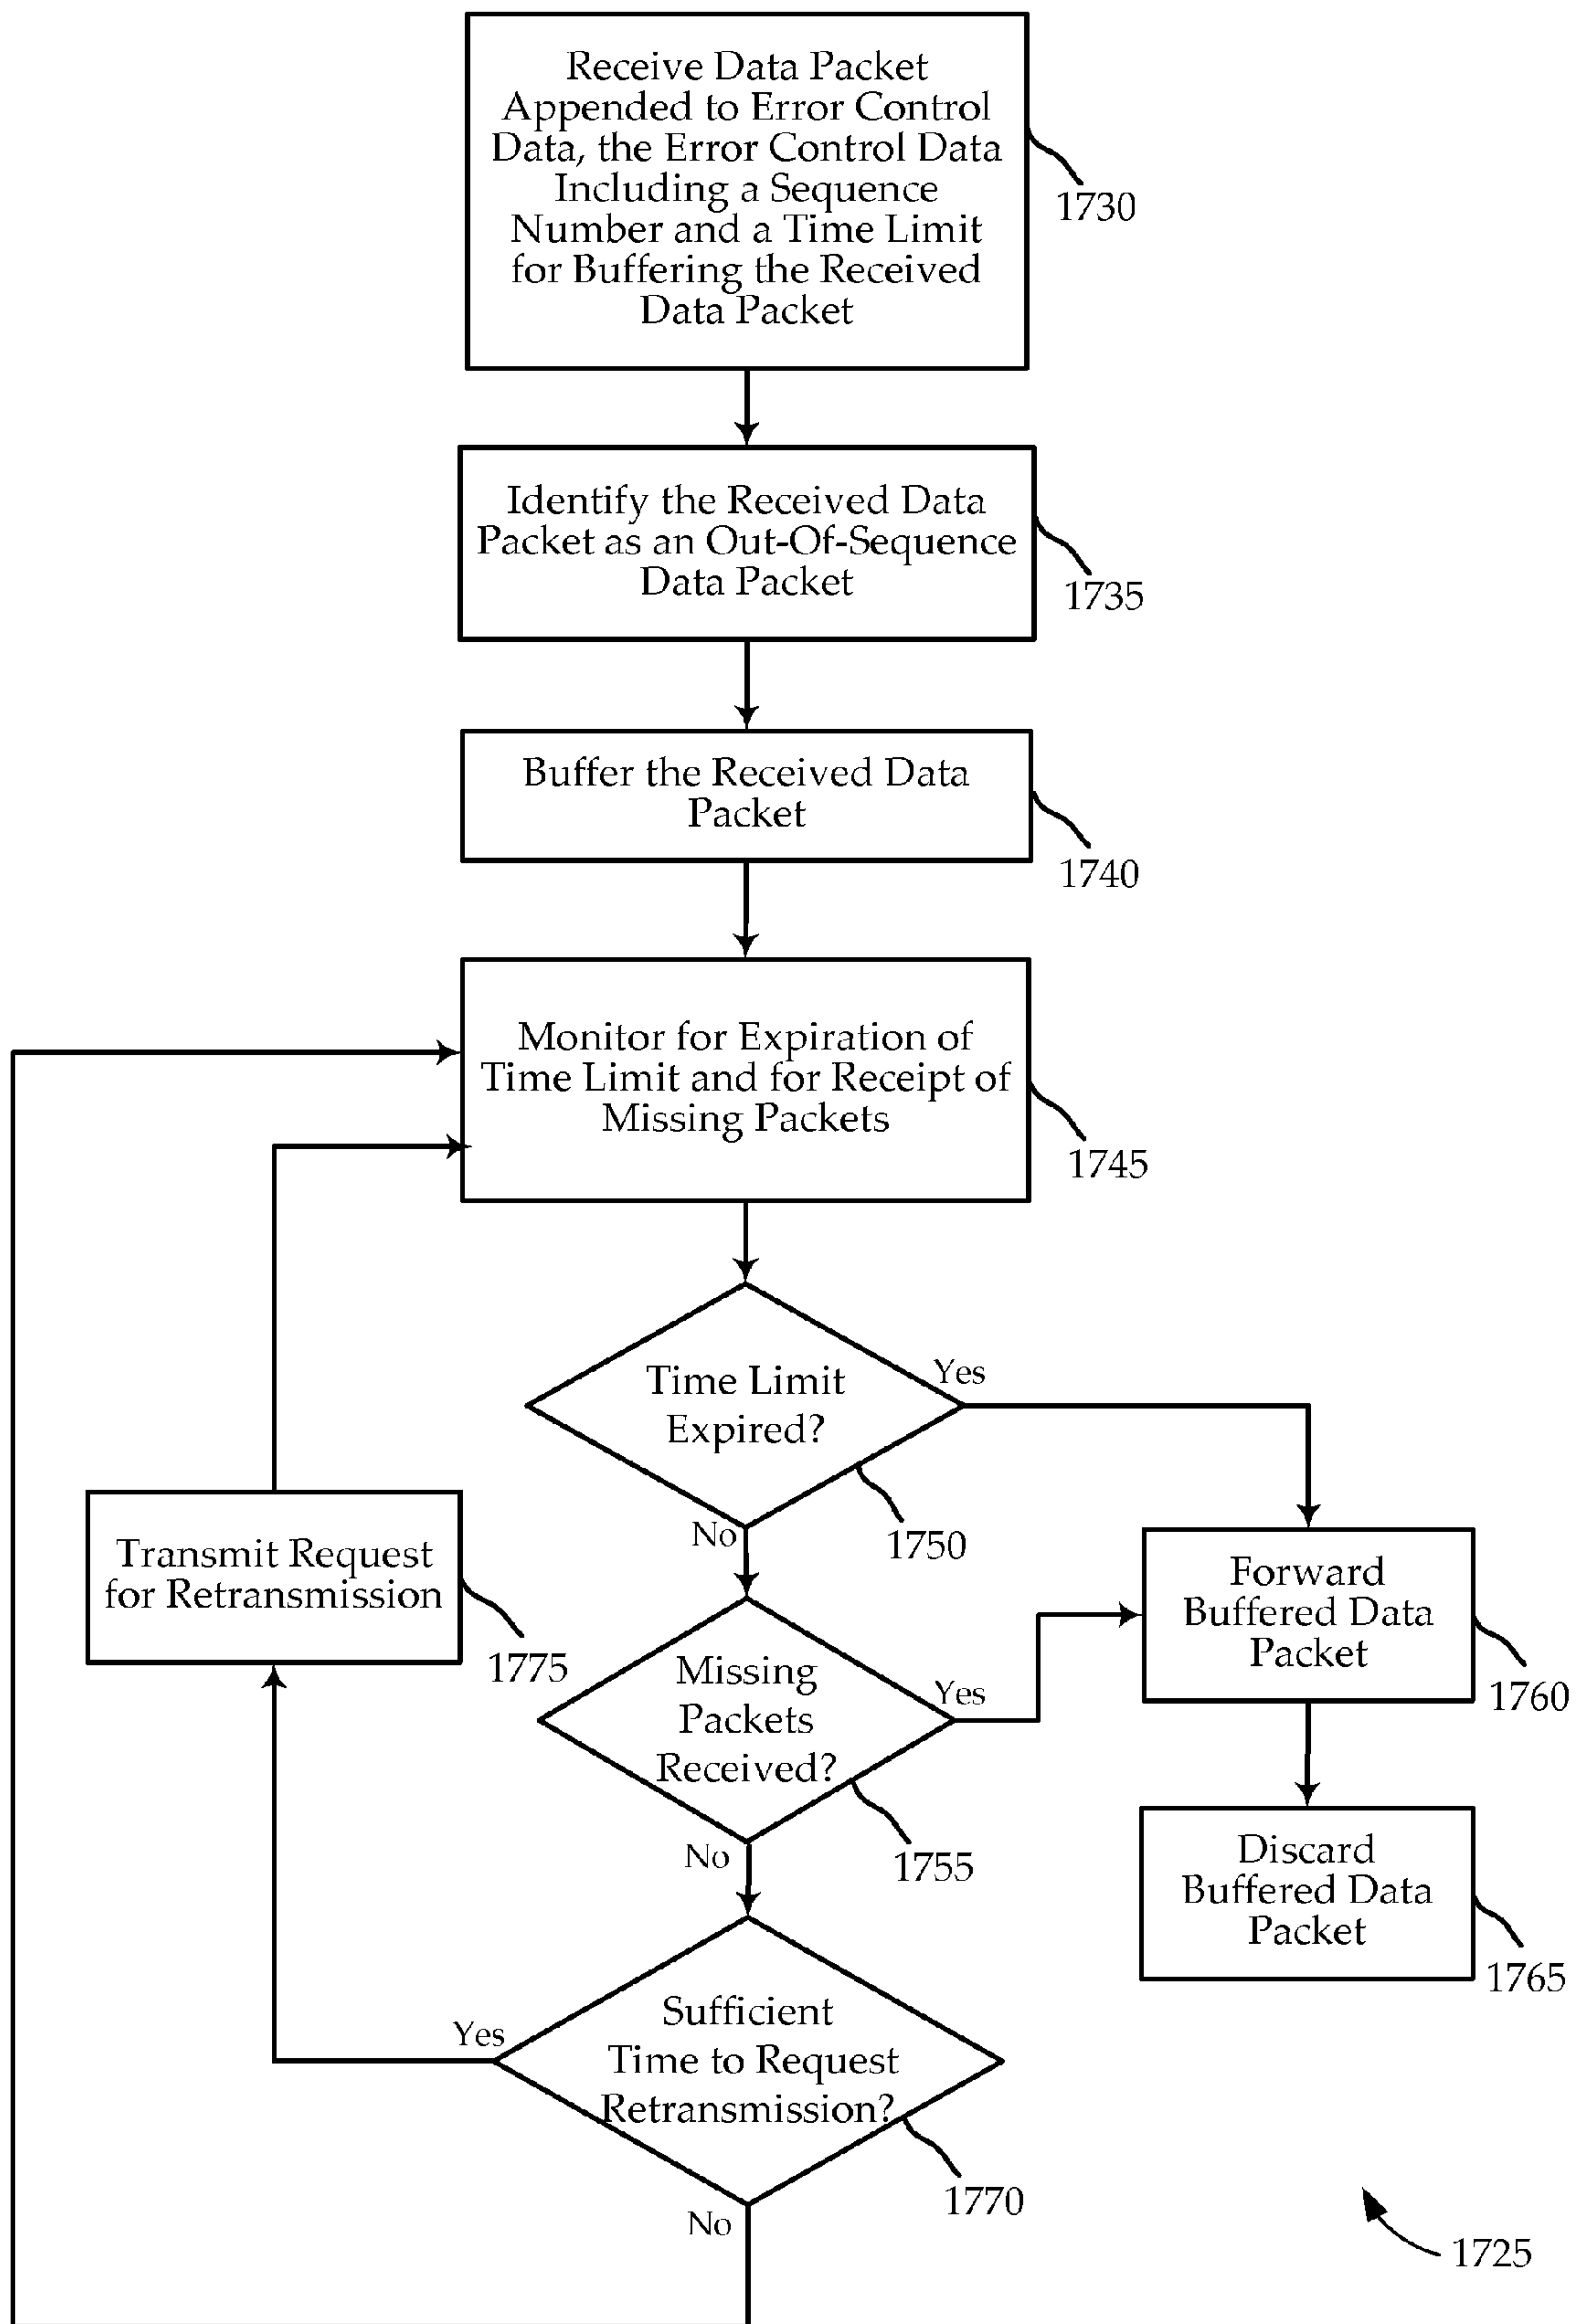 Receive Data Packet
Appended to Error Control
Data, the Error Control Data
Including a Sequence
Number and a Time Limit
for Buffering the Received
Data Packet
1730
Identify the Received Data
Packet as an Out-Of-Sequence
Data Packet
1735
Buffer the Received Data
Packet
1740
Monitor for Expiration of
Time Limit and for Receipt of
Missing Packets
1745
Time Limit
Expired?
Yes
No
1750
Transmit Request
for Retransmission
1775
Forward
Buffered Data
Packet
1760
Missing
Packets
Received?
Yes
No
1755
Discard
Buffered Data
Packet
1765
Sufficient
Time to Request
Retransmission?
Yes
No
1770
1725